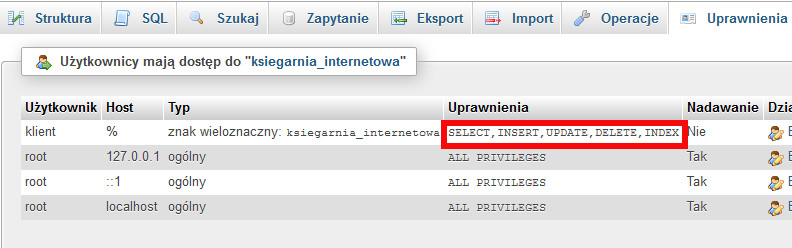 Struktura SQL Szukaj Zapytanie Eksport Import Operacje Uprawnienia
Użytkownicy mają dostęp do "ksiegarnia_internetowa"
Użytkownik Host Typ Uprawnienia Nadawanie
klient % znak wieloznaczny: ksiegarnia_internetowa SELECT,INSERT,UPDATE,DELETE,INDEX Nie
root 127.0.0.1 ogólny ALL PRIVILEGES Tak
root ::1 ogólny ALL PRIVILEGES Tak
root localhost ogólny ALL PRIVILEGES Tak